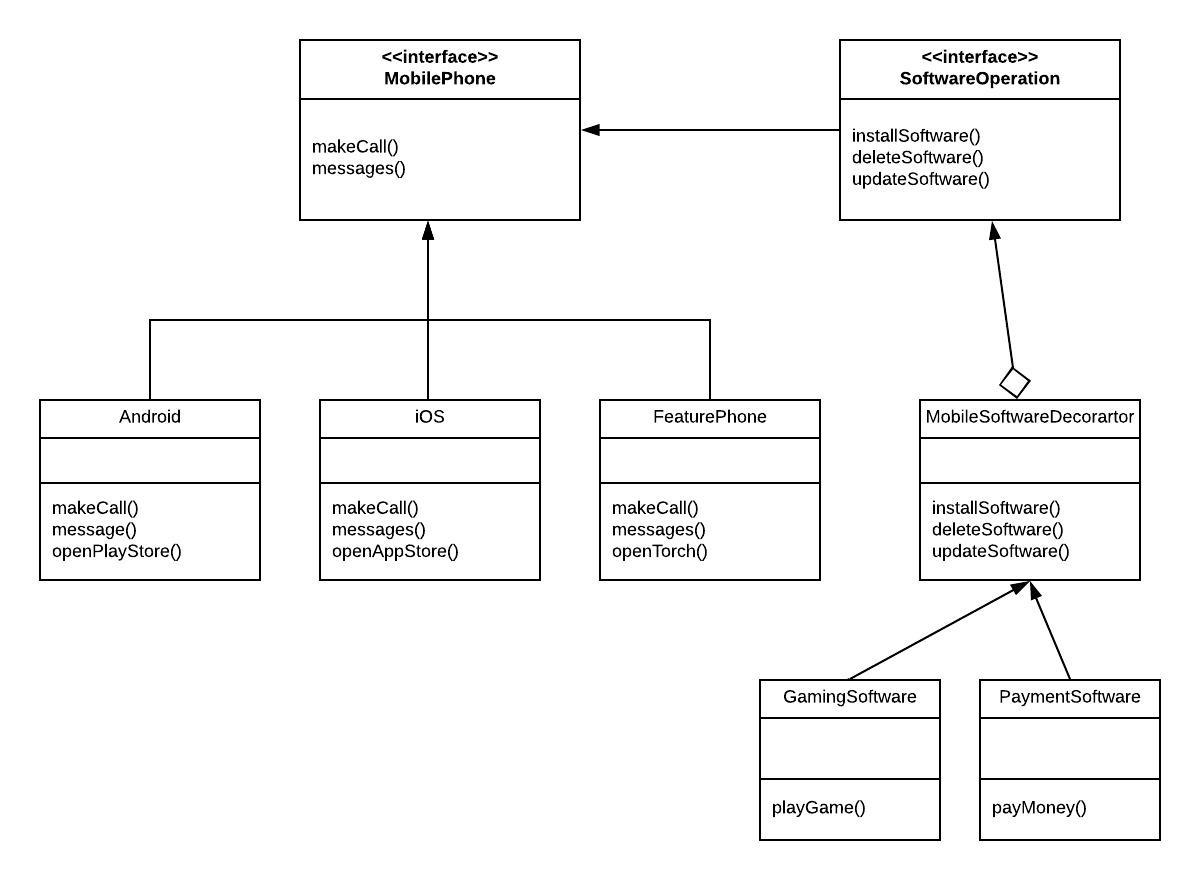 <<interface>>
MobilePhone
makeCall()
messages()
<<interface>>
SoftwareOperation
installSoftware()
deleteSoftware()
updateSoftware()
Android
makeCall()
message()
openPlayStore()
iOS
makeCall()
messages()
openAppStore()
FeaturePhone
makeCall()
messages()
openTorch()
MobileSoftwareDecorartor
installSoftware()
deleteSoftware()
updateSoftware()
GamingSoftware
playGame()
PaymentSoftware
payMoney()